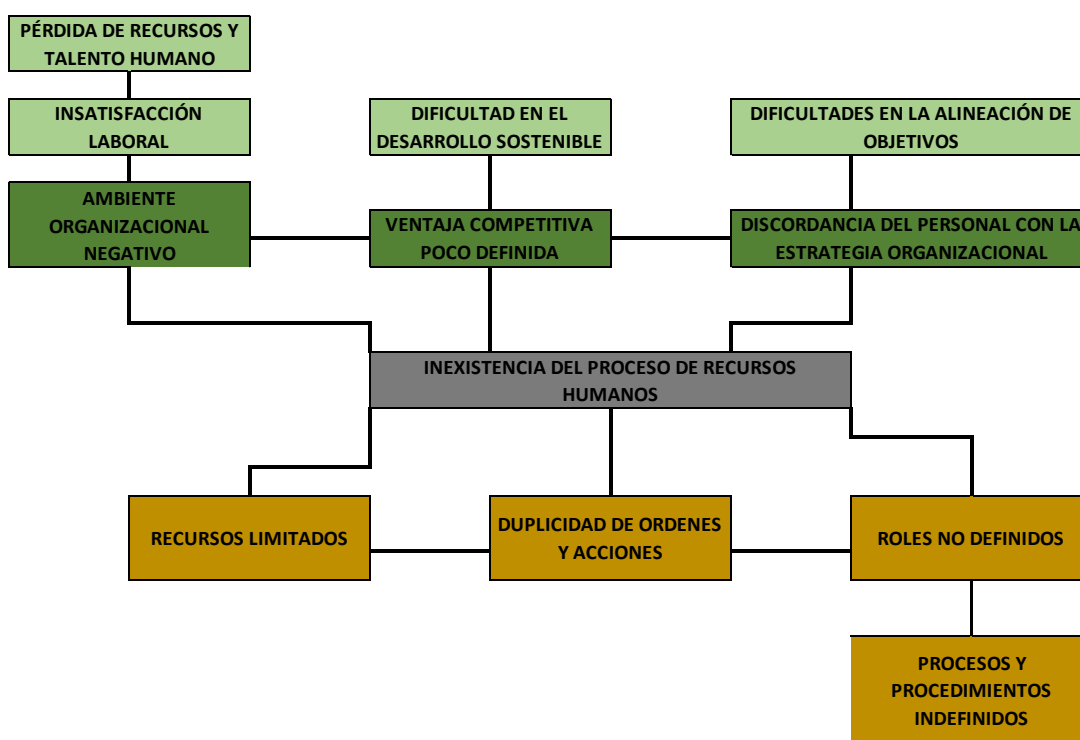 PÉRDIDA DE RECURSOS Y
TALENTO HUMANO
INSATISFACCIÓN
LABORAL
DIFICULTAD EN EL
DESARROLLO SOSTENIBLE
DIFICULTADES EN LA ALINEACIÓN DE
OBJETIVOS
AMBIENTE
ORGANIZACIONAL
NEGATIVO
VENTAJA COMPETITIVA
POCO DEFINIDA
DISCORDANCIA DEL PERSONAL CON LA
ESTRATEGIA ORGANIZACIONAL
INEXISTENCIA DEL PROCESO DE RECURSOS
HUMANOS
RECURSOS LIMITADOS
DUPLICIDAD DE ORDENES
Y ACCIONES
ROLES NO DEFINIDOS
PROCESOS Y
PROCEDIMIENTOS
INDEFINIDOS